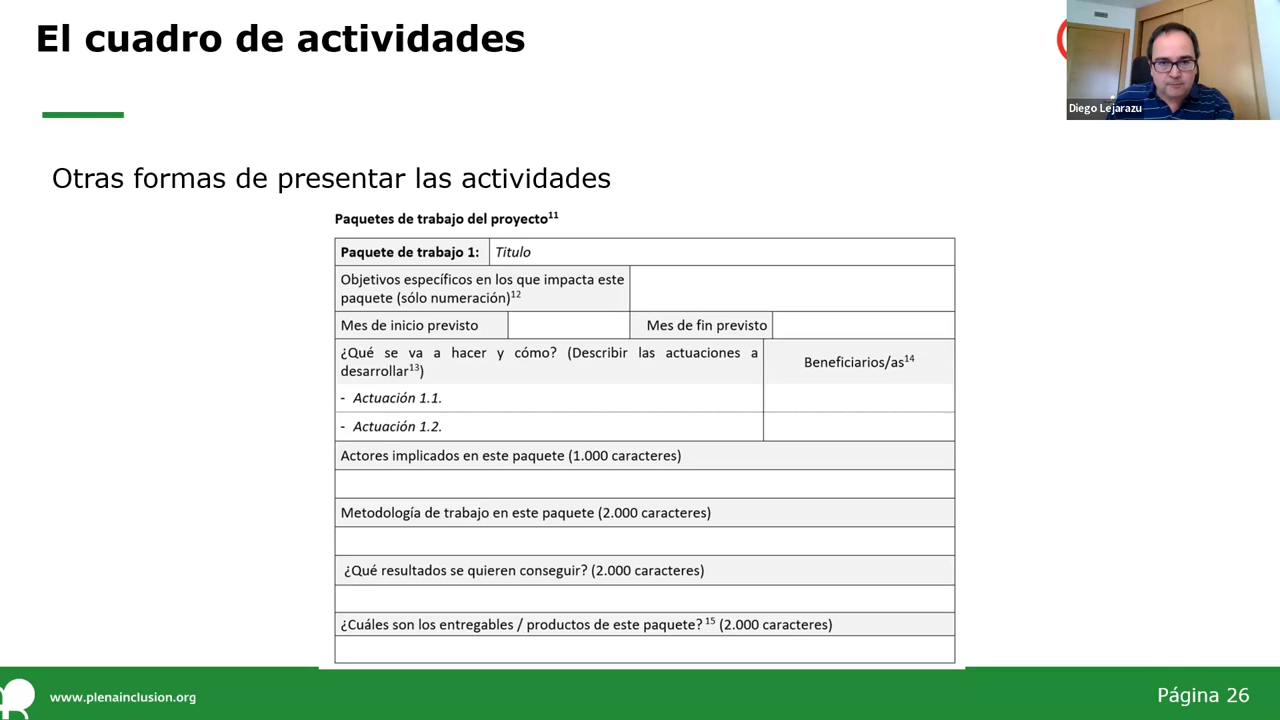 El cuadro de actividades
Diego Lejarazu
Otras formas de presentar las actividades
Paquetes de trabajo del proyecto11
Paquete de trabajo 1: Titulo
Objetivos específicos en los que impacta este
paquete (sólo numeración)12
Mes de inicio previsto Mes de fin previsto
¿Qué se va a hacer y cómo? (Describir las actuaciones a
desarrollar13)
Beneficiarios/as14
- Actuación 1.1.
- Actuación 1.2.
Actores implicados en este paquete (1.000 caracteres)
Metodología de trabajo en este paquete (2.000 caracteres)
¿Qué resultados se quieren conseguir? (2.000 caracteres)
¿Cuáles son los entregables / productos de este paquete? 15 (2.000 caracteres)
www.plenainclusion.org
Página 26